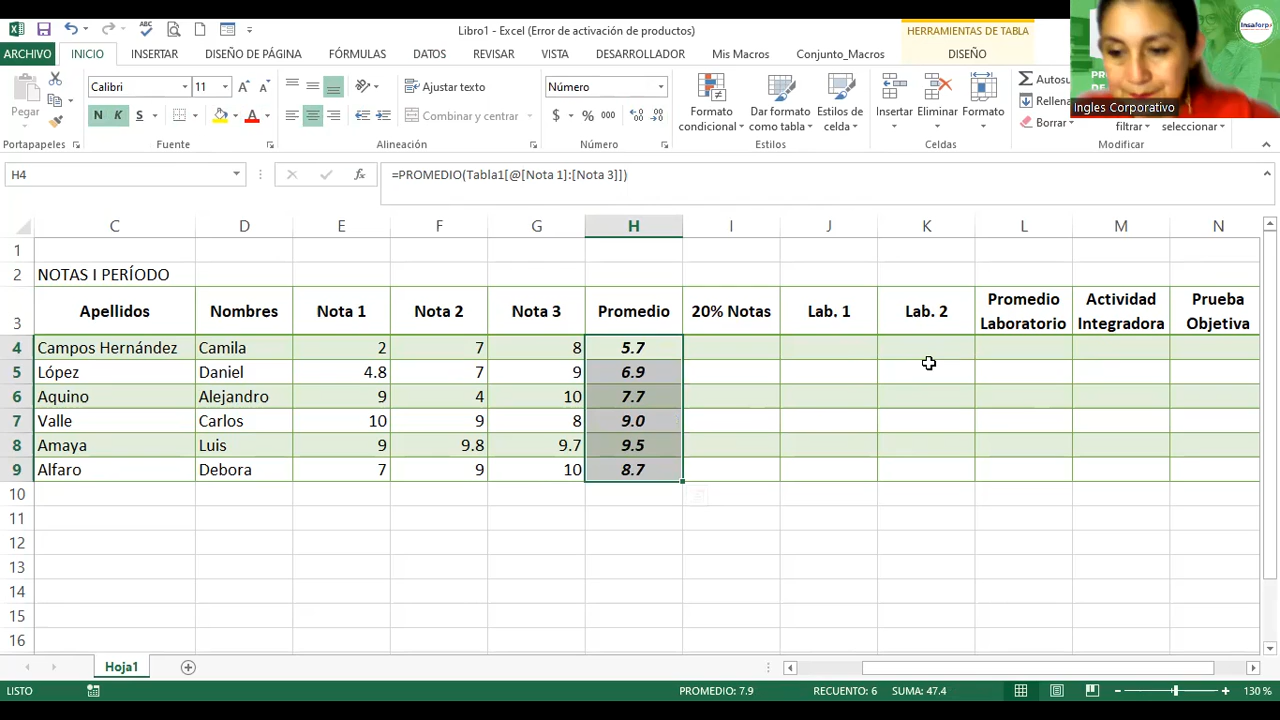 Libro1 - Excel (Error de activación de productos)
HERRAMIENTAS DE TABLA
Insaforp
ARCHIVO INICIO INSERTAR DISEÑO DE PÁGINA FÓRMULAS DATOS REVISAR VISTA DESARROLLADOR Mis Macros Conjunto_Macros DISEÑO
Calibri 11 Ajustar texto Número Autosu
Rellena
Pegar N K S A Combinar y centrar $ % 000 Formato condicional Dar formato como tabla Estilos de celda Insertar Eliminar Formato Borrar filtrar seleccionar
Ingles Corporativo
Portapapeles Fuente Alineación Número Estilos Celdas Modificar
H4 fx =PROMEDIO(Tabla1[@[Nota 1]:[Nota 3]])
C D E F G H I J K L M N
1
2 NOTAS I PERÍODO
3 Apellidos Nombres Nota 1 Nota 2 Nota 3 Promedio 20% Notas Lab. 1 Lab. 2 Promedio Laboratorio Actividad Integradora Prueba Objetiva
4 Campos Hernández Camila 2 7 8 5.7
5 López Daniel 4.8 7 9 6.9
6 Aquino Alejandro 9 4 10 7.7
7 Valle Carlos 10 9 8 9.0
8 Amaya Luis 9 9.8 9.7 9.5
9 Alfaro Debora 7 9 10 8.7
10
11
12
13
14
15
16
Hoja1
LISTO PROMEDIO: 7.9 RECUENTO: 6 SUMA: 47.4 130 %